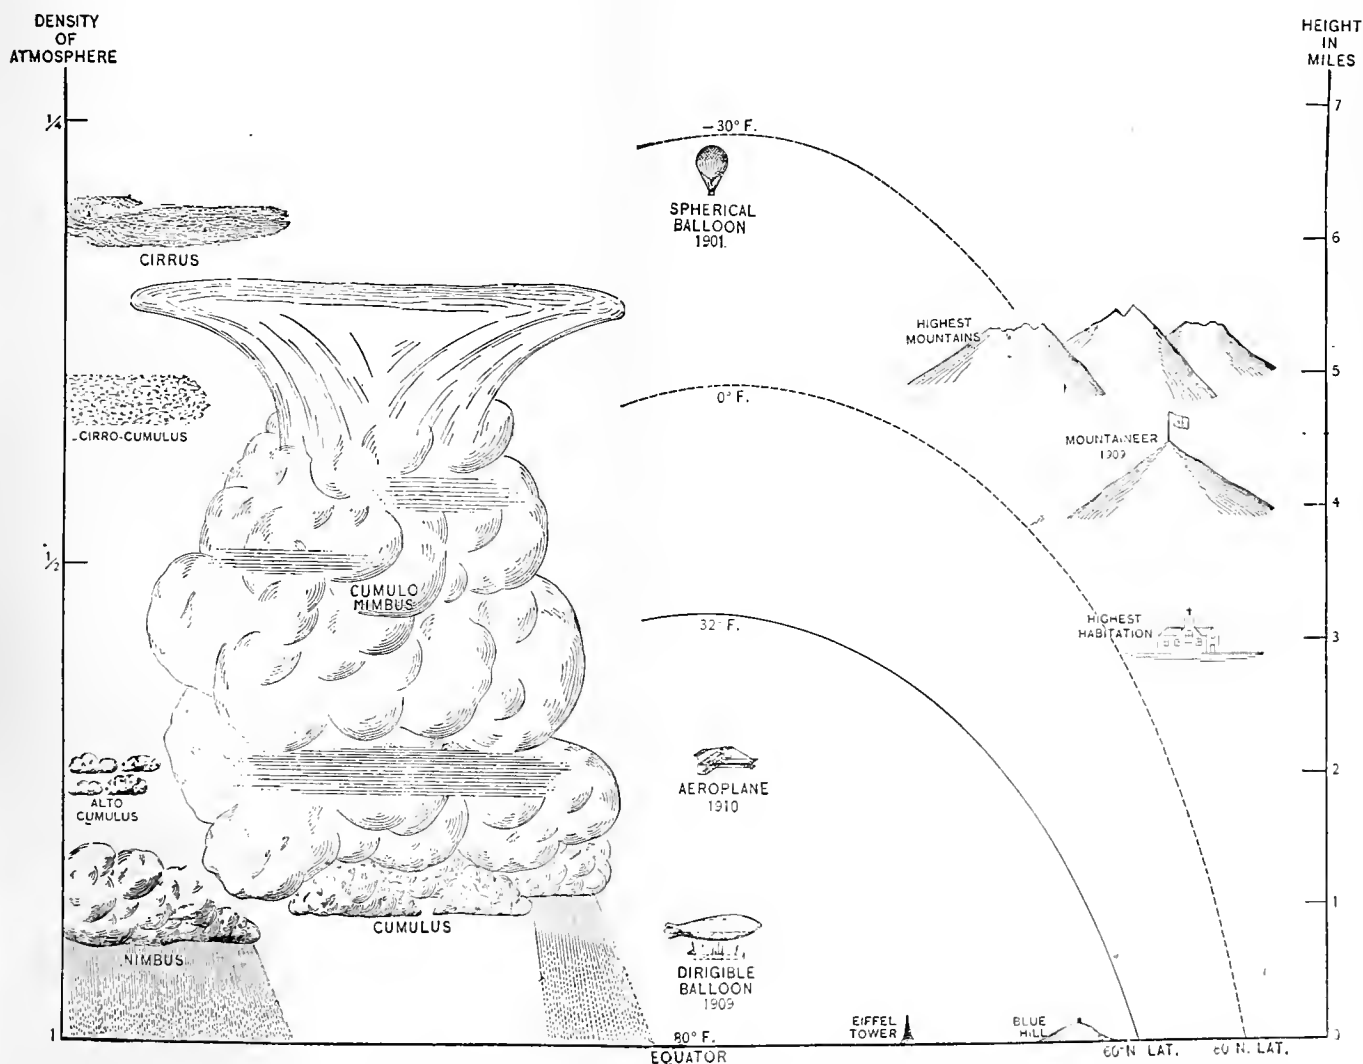 DENSITY
OF
ATMOSPHERE
HEIGHT
IN
MILES
1/4
1/2
1
7
6
5
4
3
2
1
CIRRUS
CIRRO-CUMULUS
CUMULO
NIMBUS
ALTO
CUMULUS
NIMBUS
CUMULUS
–30° F.
SPHERICAL
BALLOON
1901.
0° F.
32° F.
AEROPLANE
1910
DIRIGIBLE
BALLOON
1909
80° F.
EQUATOR
HIGHEST
MOUNTAINS
MOUNTAINEER
1909
HIGHEST
HABITATION
EIFFEL
TOWER
BLUE
HILL
60° N. LAT.
80 N. LAT.